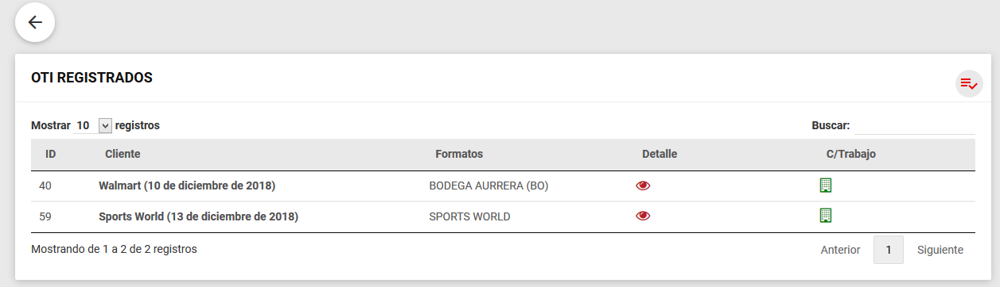 OTI REGISTRADOS
Mostrar 10 registros Buscar:
ID Cliente Formatos Detalle C/Trabajo
40 Walmart (10 de diciembre de 2018) BODEGA AURRERA (BO)
59 Sports World (13 de diciembre de 2018) SPORTS WORLD
Mostrando de 1 a 2 de 2 registros Anterior 1 Siguiente